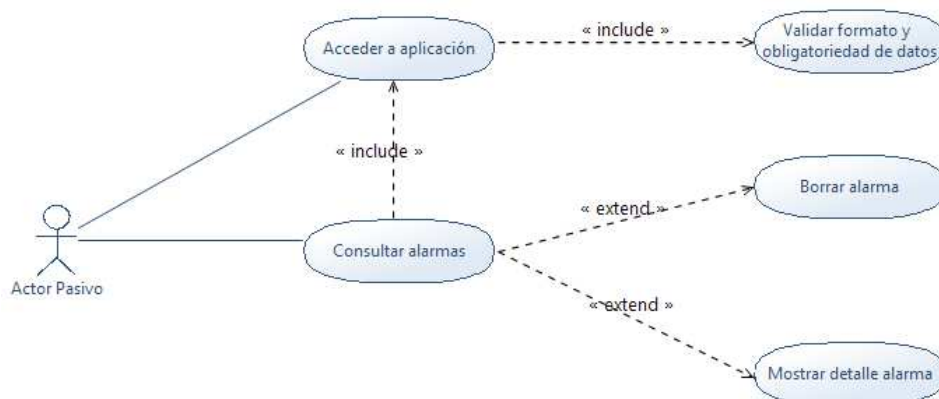 Acceder a aplicación
« include »
Validar formato y
obligatoriedad de datos
« include »
Borrar alarma
« extend »
Consultar alarmas
Actor Pasivo
« extend »
Mostrar detalle alarma